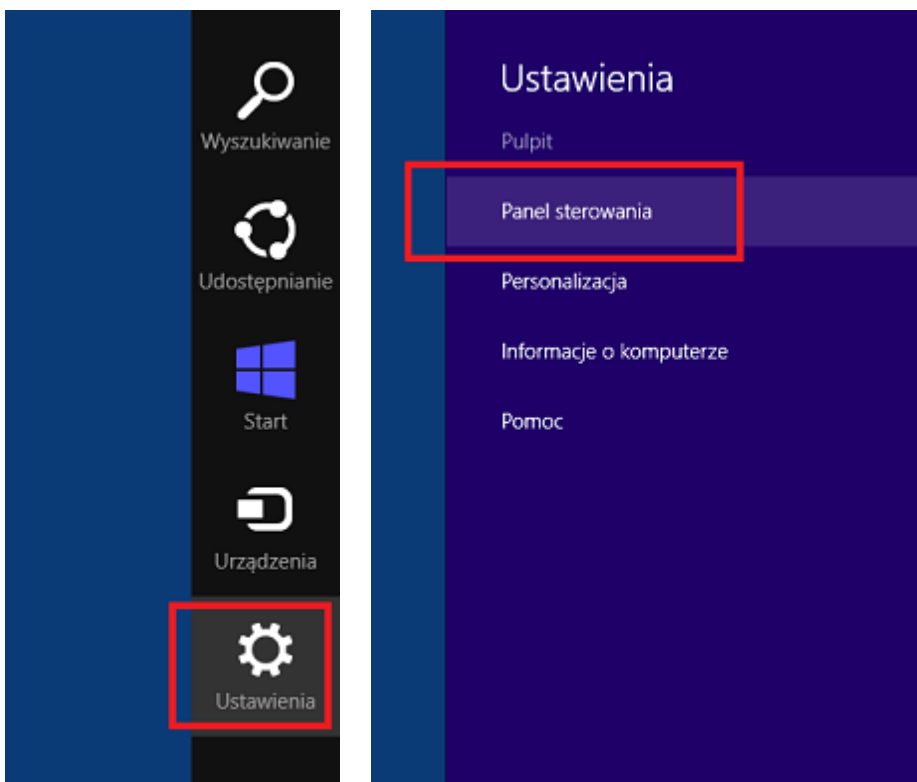 Wyszukiwanie
Udostępnianie
Start
Urządzenia
Ustawienia
Ustawienia
Pulpit
Panel sterowania
Personalizacja
Informacje o komputerze
Pomoc